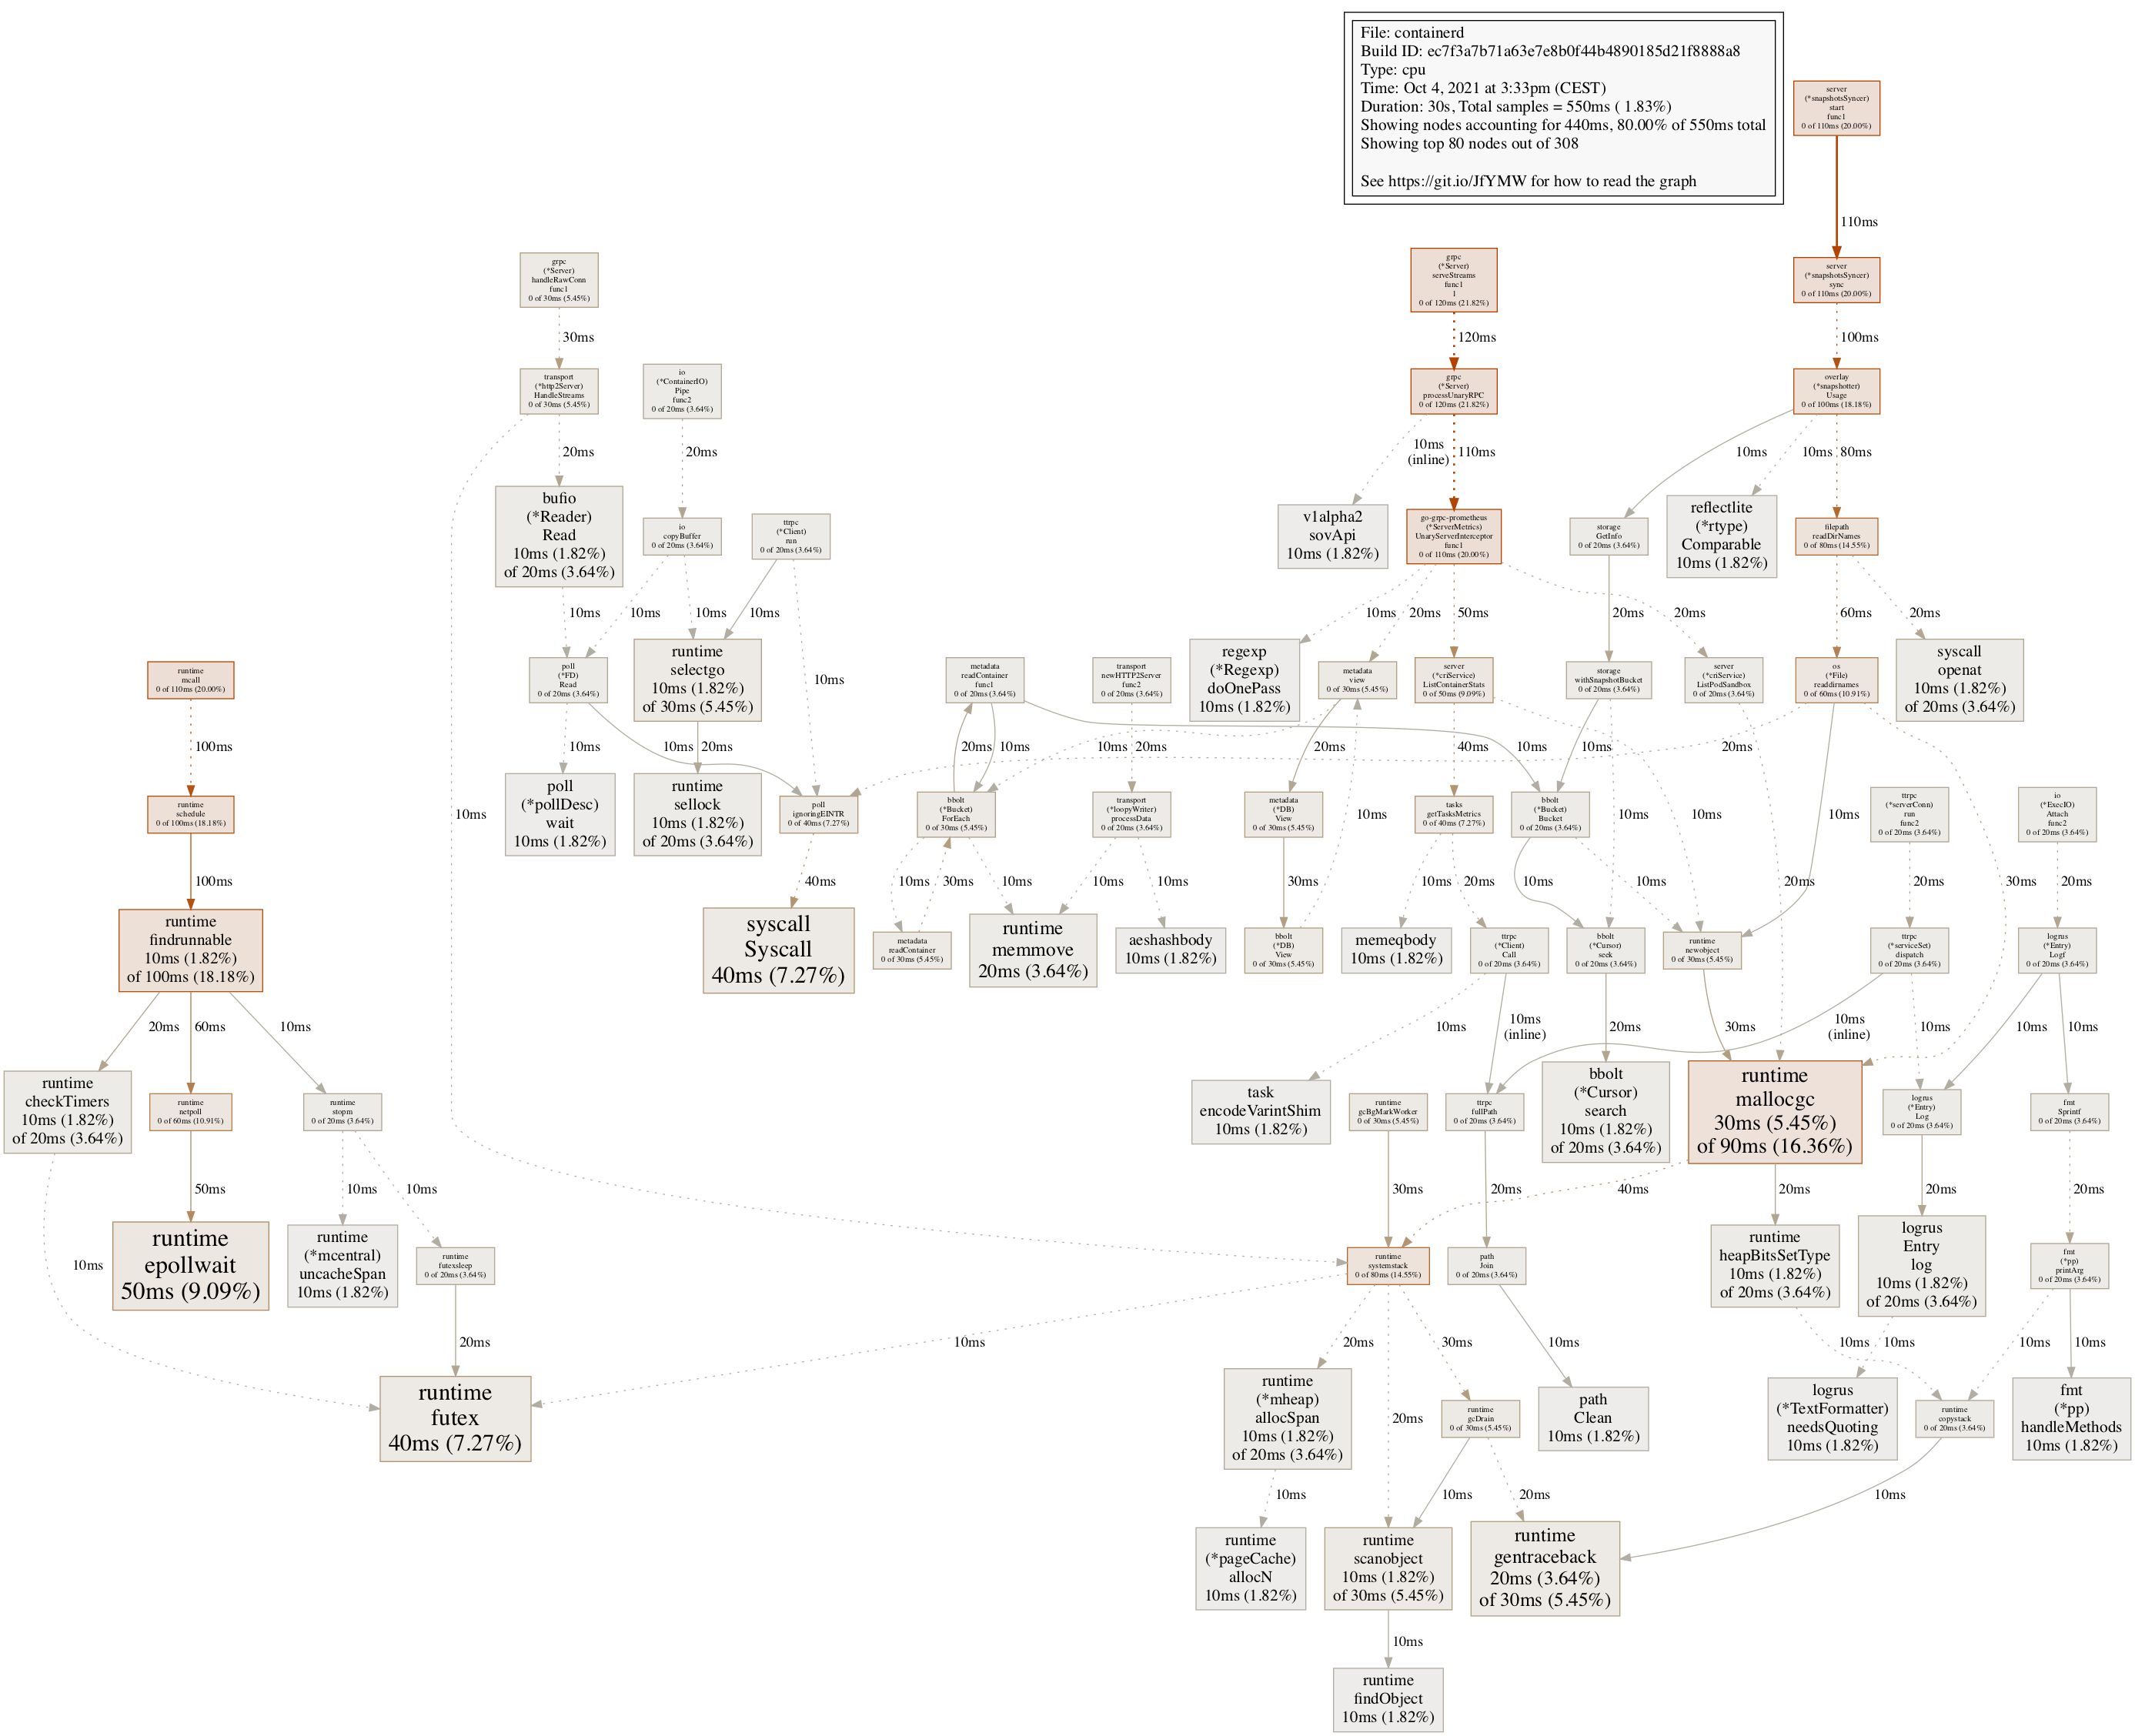 File: containerd
Build ID: ec7f3a7b71a63e7e8b0f44b4890185d21f8888a8
Type: cpu
Time: Oct 4, 2021 at 3:33pm (CEST)
Duration: 30s, Total samples = 550ms ( 1.83%)
Showing nodes accounting for 440ms, 80.00% of 550ms total
Showing top 80 nodes out of 308
See https://git.io/JfYMW for how to read the graph
server
(*snapshotsSyncer)
start
func1
0 of 110ms (20.00%)
110ms
grpc
(*Server)
handleRawConn
func1
0 of 30ms (5.45%)
grpc
(*Server)
serveStreams
func1
1
0 of 120ms (21.82%)
server
(*snapshotsSyncer)
sync
0 of 110ms (20.00%)
30ms
120ms
100ms
transport
(*http2Server)
HandleStreams
0 of 30ms (5.45%)
io
(*ContainerIO)
Pipe
func2
0 of 20ms (3.64%)
grpc
(*Server)
processUnaryRPC
0 of 120ms (21.82%)
overlay
(*snapshotter)
Usage
0 of 100ms (18.18%)
20ms
20ms
10ms
(inline)
110ms
10ms
10ms
80ms
bufio
(*Reader)
Read
10ms (1.82%)
of 20ms (3.64%)
io
copyBuffer
0 of 20ms (3.64%)
ttrpc
(*Client)
run
0 of 20ms (3.64%)
v1alpha2
sovApi
10ms (1.82%)
go-grpc-prometheus
(*ServerMetrics)
UnaryServerInterceptor
func1
0 of 110ms (20.00%)
storage
GetInfo
0 of 20ms (3.64%)
reflectlite
(*rtype)
Comparable
10ms (1.82%)
filepath
readDirNames
0 of 80ms (14.55%)
10ms
10ms
10ms
10ms
10ms
20ms
50ms
20ms
20ms
60ms
20ms
runtime
mcall
0 of 110ms (20.00%)
poll
(*FD)
Read
0 of 20ms (3.64%)
runtime
selectgo
10ms (1.82%)
of 30ms (5.45%)
10ms
metadata
readContainer
func1
0 of 20ms (3.64%)
transport
newHTTP2Server
func2
0 of 20ms (3.64%)
regexp
(*Regexp)
doOnePass
10ms (1.82%)
metadata
view
0 of 30ms (5.45%)
server
(*criService)
ListContainerStats
0 of 50ms (9.09%)
storage
withSnapshotBucket
0 of 20ms (3.64%)
server
(*criService)
ListPodSandbox
0 of 20ms (3.64%)
os
(*File)
readdirnames
0 of 60ms (10.91%)
syscall
openat
10ms (1.82%)
of 20ms (3.64%)
100ms
10ms
10ms
20ms
20ms
10ms
10ms
20ms
20ms
40ms
10ms
10ms
20ms
30ms
runtime
schedule
0 of 100ms (18.18%)
10ms
poll
(*pollDesc)
wait
10ms (1.82%)
runtime
sellock
10ms (1.82%)
of 20ms (3.64%)
poll
ignoringEINTR
0 of 40ms (7.27%)
bbolt
(*Bucket)
ForEach
0 of 30ms (5.45%)
transport
(*loopyWriter)
processData
0 of 20ms (3.64%)
metadata
(*DB)
View
0 of 30ms (5.45%)
10ms
tasks
getTasksMetrics
0 of 40ms (7.27%)
bbolt
(*Bucket)
Bucket
0 of 20ms (3.64%)
10ms
10ms
10ms
ttrpc
(*serverConn)
run
func2
0 of 20ms (3.64%)
io
(*ExecIO)
Attach
func2
0 of 20ms (3.64%)
100ms
40ms
10ms
30ms
10ms
10ms
10ms
30ms
10ms
20ms
10ms
10ms
20ms
20ms
30ms
20ms
runtime
findrunnable
10ms (1.82%)
of 100ms (18.18%)
syscall
Syscall
40ms (7.27%)
metadata
readContainer
0 of 30ms (5.45%)
runtime
memmove
20ms (3.64%)
aeshashbody
10ms (1.82%)
bbolt
(*DB)
View
0 of 30ms (5.45%)
memeqbody
10ms (1.82%)
ttrpc
(*Client)
Call
0 of 20ms (3.64%)
bbolt
(*Cursor)
seek
0 of 20ms (3.64%)
runtime
newobject
0 of 30ms (5.45%)
ttrpc
(*serviceSet)
dispatch
0 of 20ms (3.64%)
logrus
(*Entry)
Logf
0 of 20ms (3.64%)
20ms
60ms
10ms
10ms
10ms
(inline)
20ms
30ms
10ms
(inline)
10ms
10ms
10ms
runtime
checkTimers
10ms (1.82%)
of 20ms (3.64%)
runtime
netpoll
0 of 60ms (10.91%)
runtime
stopm
0 of 20ms (3.64%)
task
encodeVarintShim
10ms (1.82%)
runtime
gcBgMarkWorker
0 of 30ms (5.45%)
ttrpc
fullPath
0 of 20ms (3.64%)
bbolt
(*Cursor)
search
10ms (1.82%)
of 20ms (3.64%)
runtime
mallocgc
30ms (5.45%)
of 90ms (16.36%)
logrus
(*Entry)
Log
0 of 20ms (3.64%)
fmt
Sprintf
0 of 20ms (3.64%)
50ms
10ms
10ms
30ms
20ms
40ms
20ms
20ms
20ms
10ms
runtime
epollwait
50ms (9.09%)
runtime
(*mcentral)
uncacheSpan
10ms (1.82%)
runtime
futexsleep
0 of 20ms (3.64%)
runtime
systemstack
0 of 80ms (14.55%)
path
Join
0 of 20ms (3.64%)
runtime
heapBitsSetType
10ms (1.82%)
of 20ms (3.64%)
logrus
Entry
log
10ms (1.82%)
of 20ms (3.64%)
fmt
(*pp)
printArg
0 of 20ms (3.64%)
20ms
10ms
20ms
30ms
10ms
10ms
10ms
10ms
10ms
runtime
futex
40ms (7.27%)
runtime
(*mheap)
allocSpan
10ms (1.82%)
of 20ms (3.64%)
20ms
runtime
gcDrain
0 of 30ms (5.45%)
path
Clean
10ms (1.82%)
logrus
(*TextFormatter)
needsQuoting
10ms (1.82%)
runtime
copystack
0 of 20ms (3.64%)
fmt
(*pp)
handleMethods
10ms (1.82%)
10ms
10ms
20ms
10ms
runtime
(*pageCache)
allocN
10ms (1.82%)
runtime
scanobject
10ms (1.82%)
of 30ms (5.45%)
runtime
gentraceback
20ms (3.64%)
of 30ms (5.45%)
10ms
runtime
findObject
10ms (1.82%)